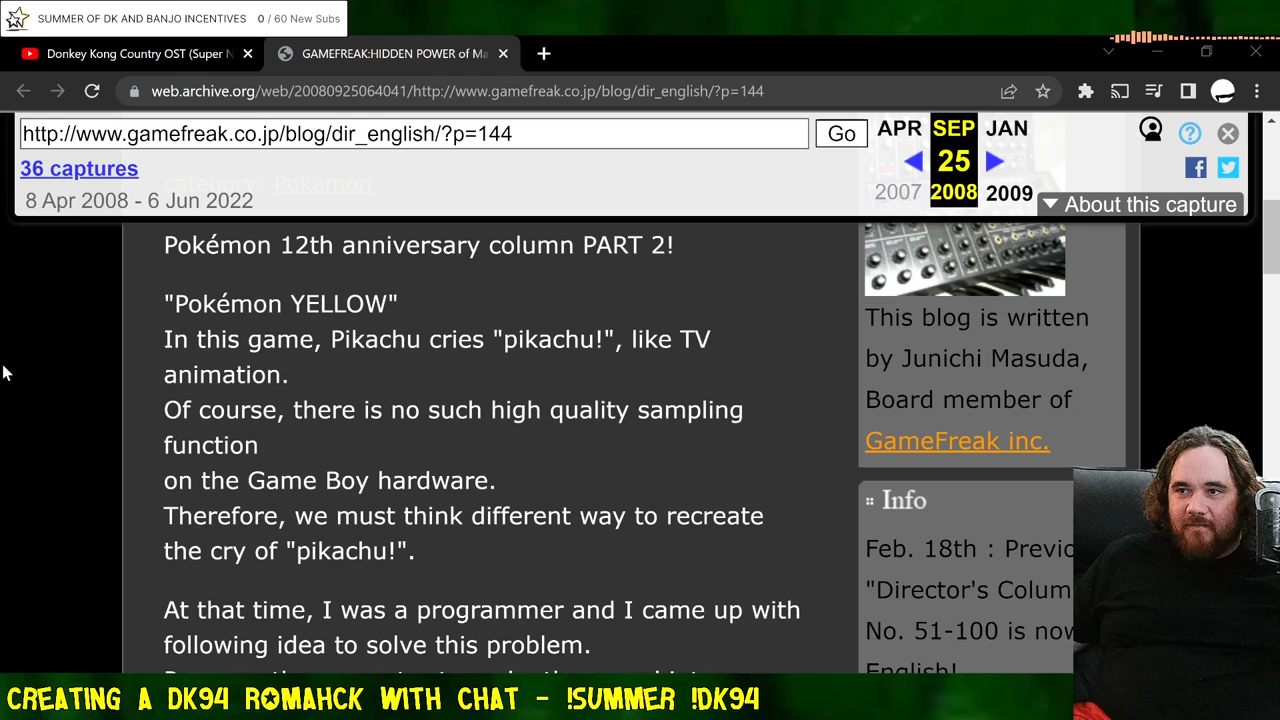 SUMMER OF DK AND BANJO INCENTIVES 0 / 60 New Subs
Donkey Kong Country OST (Super N
GAMEFREAK:HIDDEN POWER of Ma
web.archive.org/web/20080925064041/http://www.gamefreak.co.jp/blog/dir_english/?p=144
http://www.gamefreak.co.jp/blog/dir_english/?p=144
Go
APR SEP JAN
36 captures
25
8 Apr 2008 - 6 Jun 2022
2007 2008 2009
About this capture
category: Pokémon
Pokémon 12th anniversary column PART 2!
"Pokémon YELLOW"
In this game, Pikachu cries "pikachu!", like TV
animation.
Of course, there is no such high quality sampling
function
on the Game Boy hardware.
Therefore, we must think different way to recreate
the cry of "pikachu!".
At that time, I was a programmer and I came up with
following idea to solve this problem.
This blog is written
by Junichi Masuda,
Board member of
GameFreak inc.
:: Info
Feb. 18th : Previo
"Director's Colum
No. 51-100 is now
English!
CREATING A DK94 ROMAHCK WITH CHAT - !SUMMER !DK94